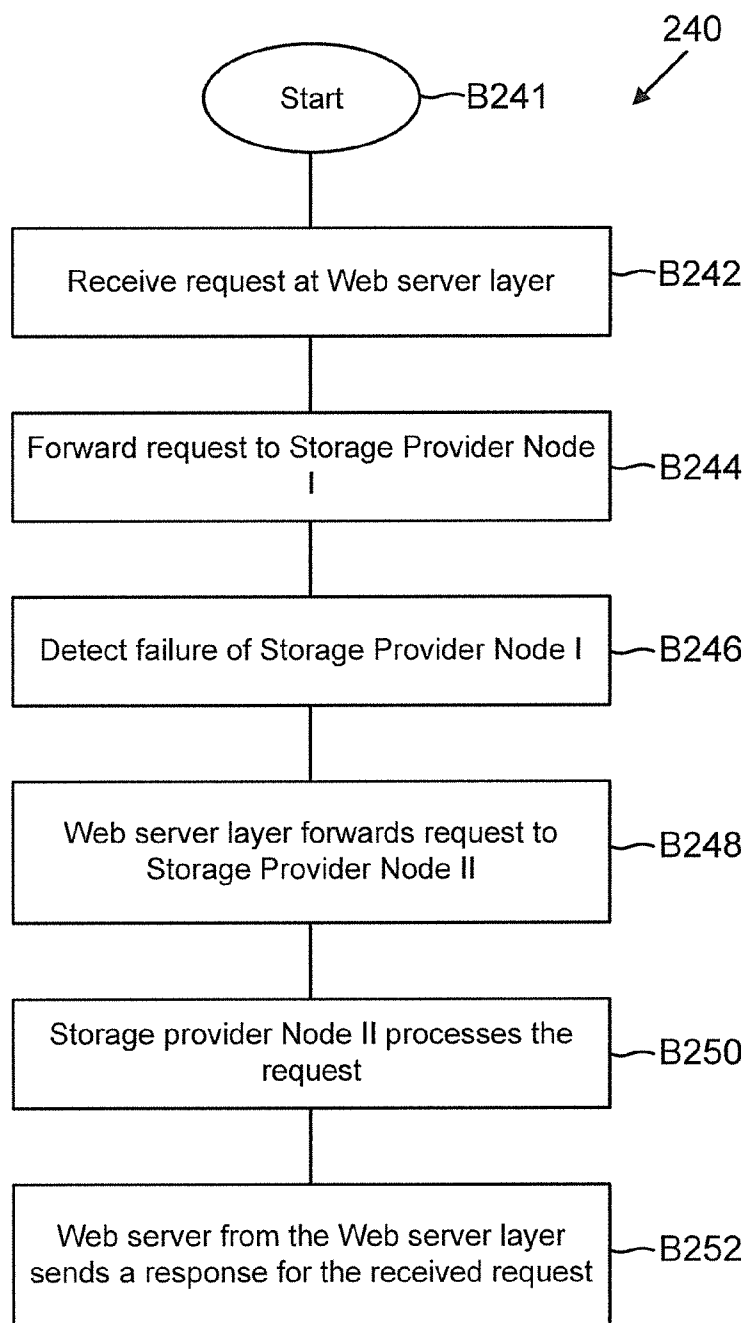 240
Start
B241
Receive request at Web server layer
B242
Forward request to Storage Provider Node
I
B244
Detect failure of Storage Provider Node I
B246
Web server layer forwards request to
Storage Provider Node II
B248
Storage provider Node II processes the
request
B250
Web server from the Web server layer
sends a response for the received request
B252